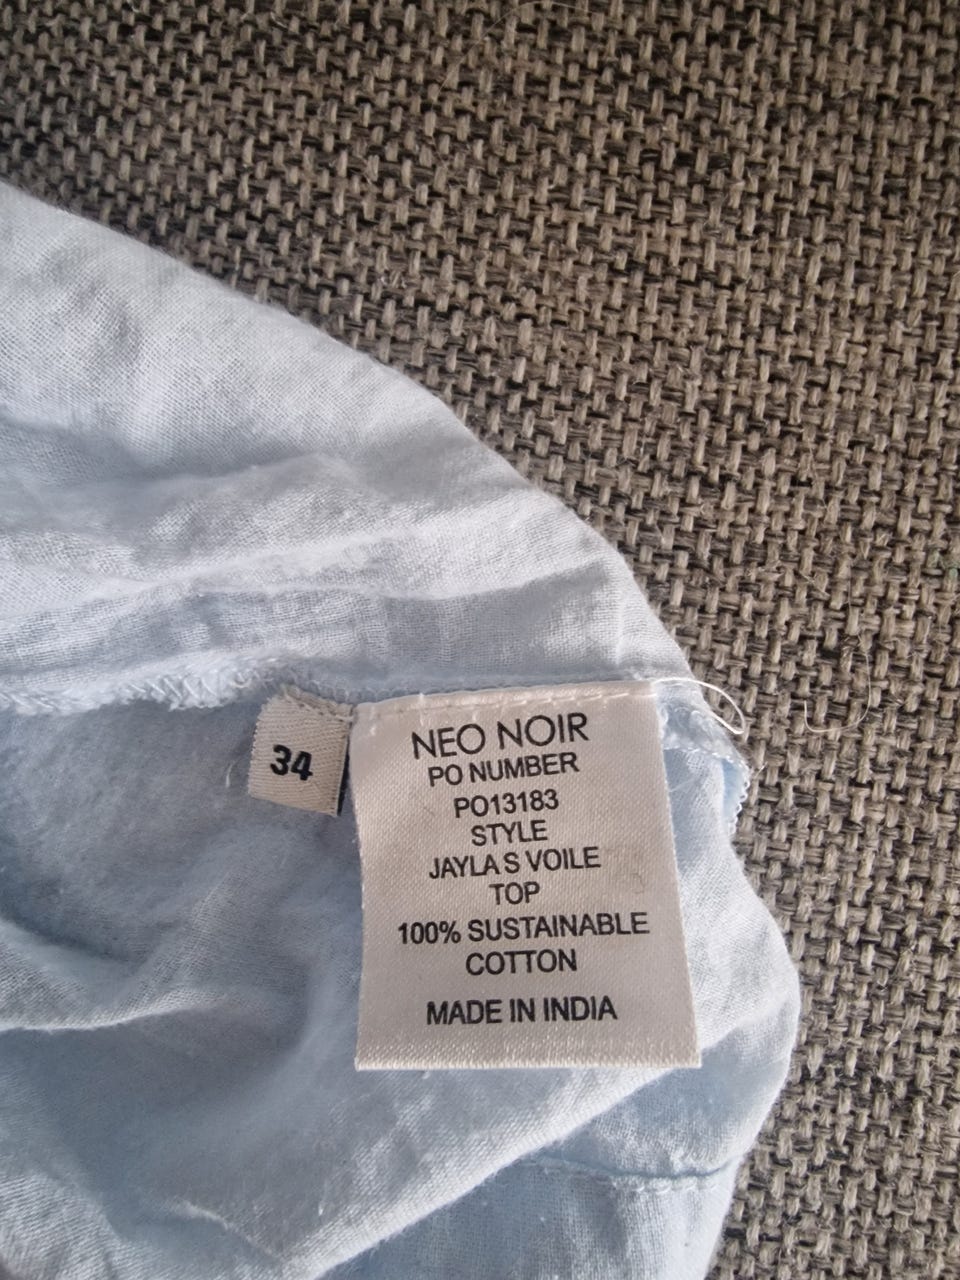 34
NEO NOIR
PO NUMBER
PO13183
STYLE
JAYLA S VOILE
TOP
100% SUSTAINABLE
COTTON
MADE IN INDIA